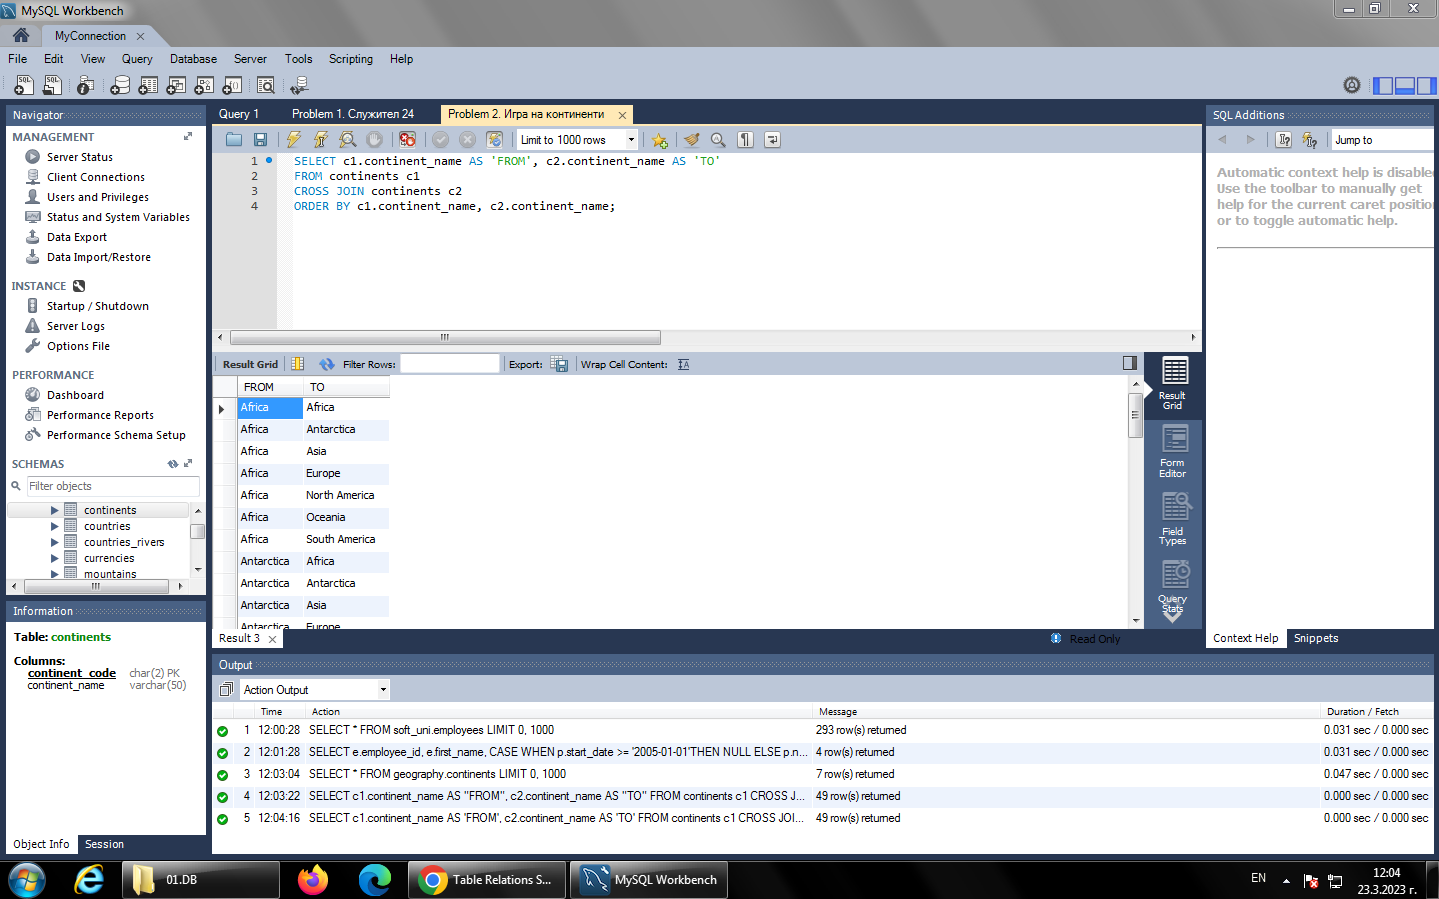 MySQL Workbench
MyConnection
File Edit View Query Database Server Tools Scripting Help
Navigator
MANAGEMENT
Server Status
Client Connections
Users and Privileges
Status and System Variables
Data Export
Data Import/Restore
INSTANCE
Startup / Shutdown
Server Logs
Options File
PERFORMANCE
Dashboard
Performance Reports
Performance Schema Setup
SCHEMAS
Filter objects
continents
countries
countries_rivers
currencies
mountains
Information
Table: continents
Columns:
continent_code char(2) PK
continent_name varchar(50)
Object Info Session
Query 1 Problem 1. Служител 24 Problem 2. Игра на континенти
Limit to 1000 rows
1 SELECT c1.continent_name AS 'FROM', c2.continent_name AS 'TO'
2 FROM continents c1
3 CROSS JOIN continents c2
4 ORDER BY c1.continent_name, c2.continent_name;
Result Grid Filter Rows: Export: Wrap Cell Content:
FROM TO
Africa Africa
Africa Antarctica
Africa Asia
Africa Europe
Africa North America
Africa Oceania
Africa South America
Antarctica Africa
Antarctica Antarctica
Antarctica Asia
Antarctica Europe
Result Grid
Form Editor
Field Types
Query Stats
Result 3 Read Only
SQL Additions
Jump to
Automatic context help is disabled
Use the toolbar to manually get
help for the current caret position
or to toggle automatic help.
Context Help Snippets
Output
Action Output
Time Action Message Duration / Fetch
1 12:00:28 SELECT * FROM soft_uni.employees LIMIT 0, 1000 293 row(s) returned 0.031 sec / 0.000 sec
2 12:01:28 SELECT e.employee_id, e.first_name, CASE WHEN p.start_date >= '2005-01-01'THEN NULL ELSE p.n... 4 row(s) returned 0.031 sec / 0.000 sec
3 12:03:04 SELECT * FROM geography.continents LIMIT 0, 1000 7 row(s) returned 0.047 sec / 0.000 sec
4 12:03:22 SELECT c1.continent_name AS "FROM", c2.continent_name AS "TO" FROM continents c1 CROSS J... 49 row(s) returned 0.000 sec / 0.000 sec
5 12:04:16 SELECT c1.continent_name AS 'FROM', c2.continent_name AS 'TO' FROM continents c1 CROSS JOI... 49 row(s) returned 0.000 sec / 0.000 sec
01.DB Table Relations S... MySQL Workbench EN 12:04
23.3.2023 г.